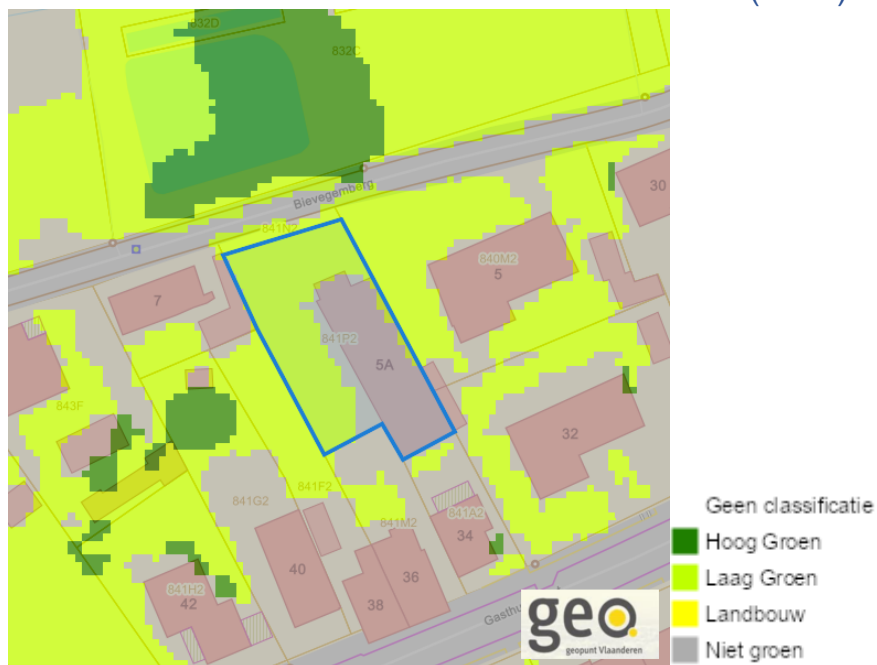 832D
832C
Bievegemberg
841N2
30
840M2
5
7
841P2
5A
843F
32
841F2
841G2
841M2
841A2
34
40
36
38
841H2
42
geo
geopunt Vlaanderen
Geen classificatie
Hoog Groen
Laag Groen
Landbouw
Niet groen